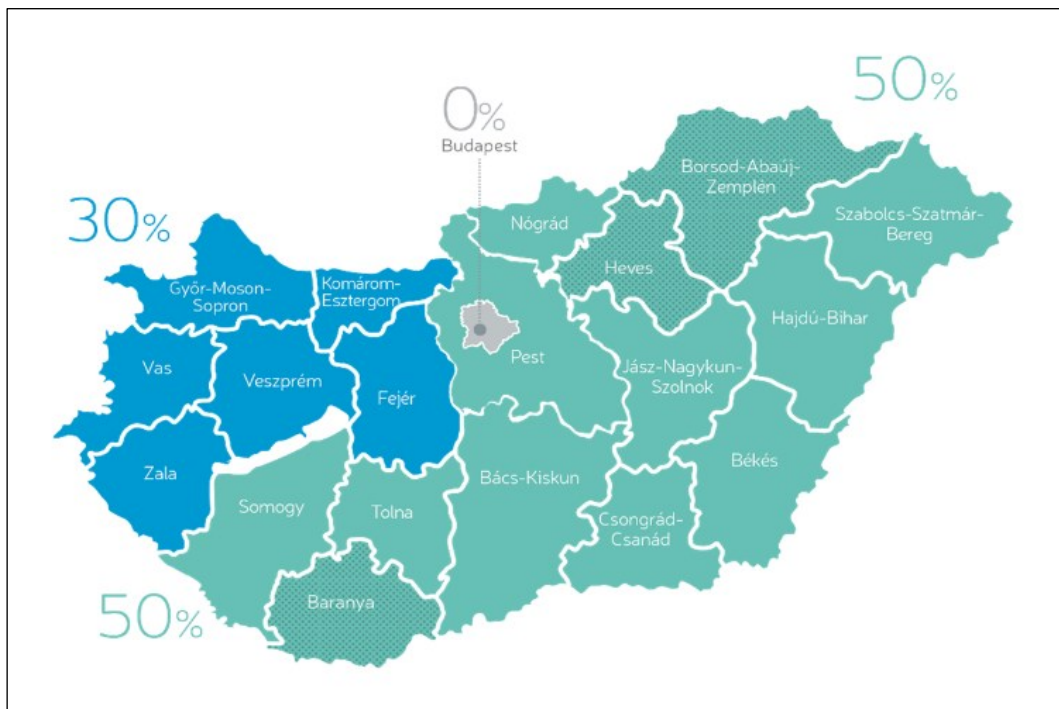 50%
0%
Budapest
Borsod-Abaúj-
Zemplén
Nógrád
Szabolcs-Szatmár-
Bereg
30%
Heves
Komárom-
Esztergom
Győr-Moson-
Sopron
Hajdú-Bihar
Pest
Jász-Nagykun-
Szolnok
Vas
Veszprém
Fejér
Békés
Zala
Bács-Kiskun
Somogy
Tolna
Csongrád-
Csanád
50%
Baranya